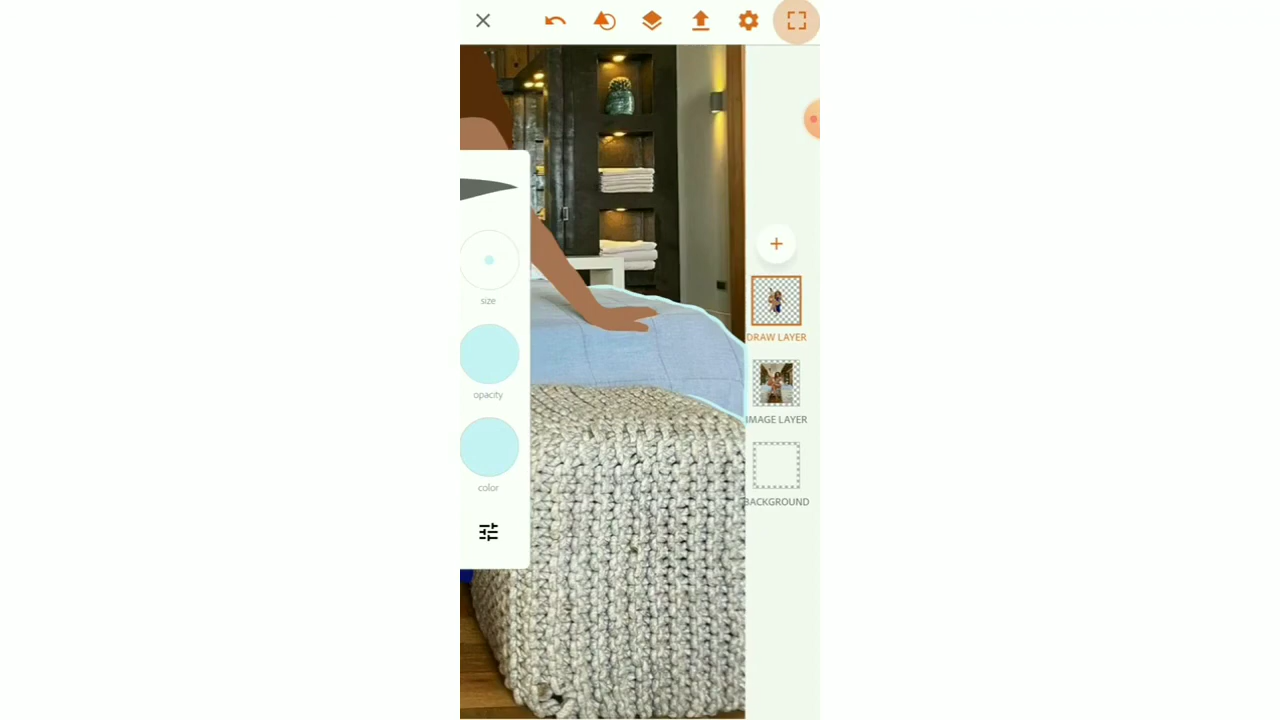 size
DRAW LAYER
opacity
IMAGE LAYER
color
BACKGROUND